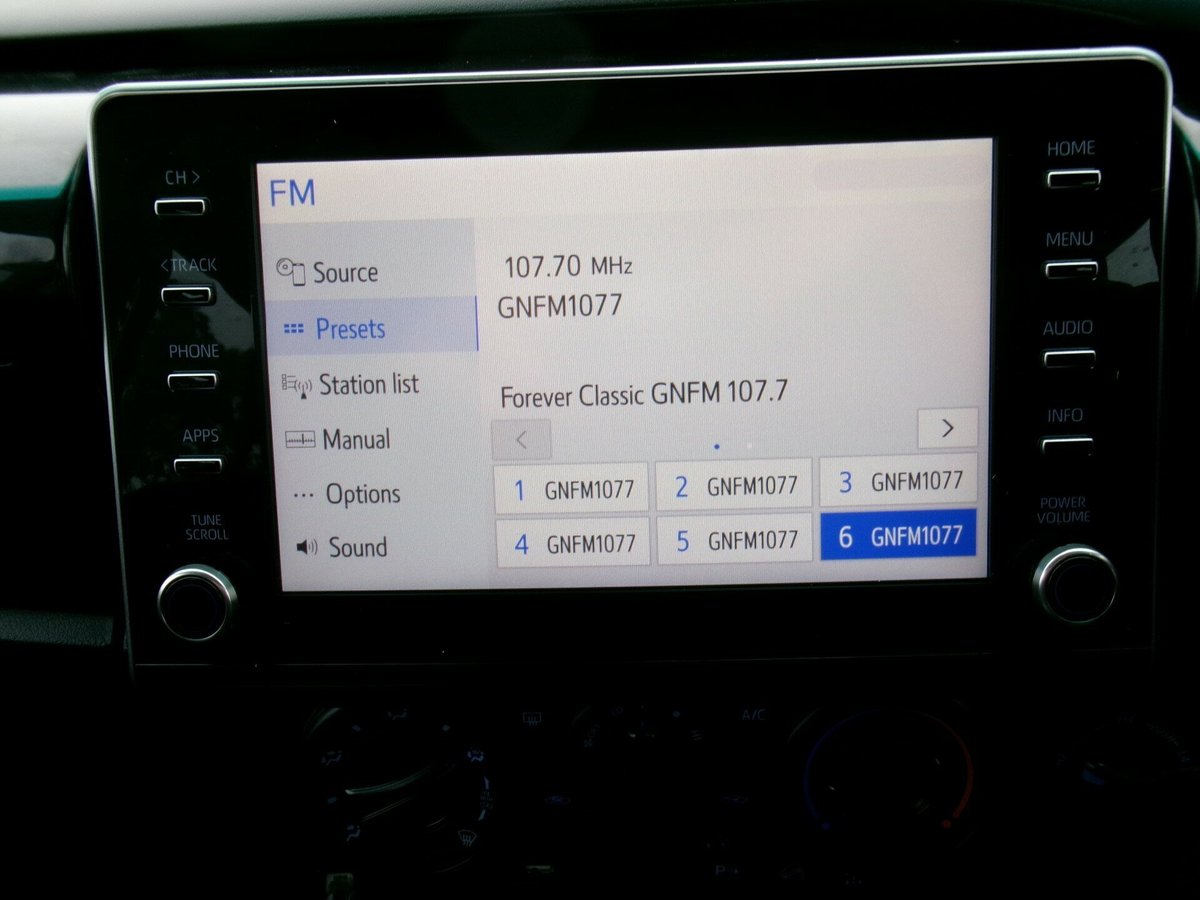 CH >
< TRACK
PHONE
APPS
TUNE
SCROLL
FM
Source
Presets
Station list
Manual
Options
Sound
107.70 MHz
GNFM1077
Forever Classic GNFM 107.7
< >
1 GNFM1077
2 GNFM1077
3 GNFM1077
4 GNFM1077
5 GNFM1077
6 GNFM1077
HOME
MENU
AUDIO
INFO
POWER
VOLUME
A/C